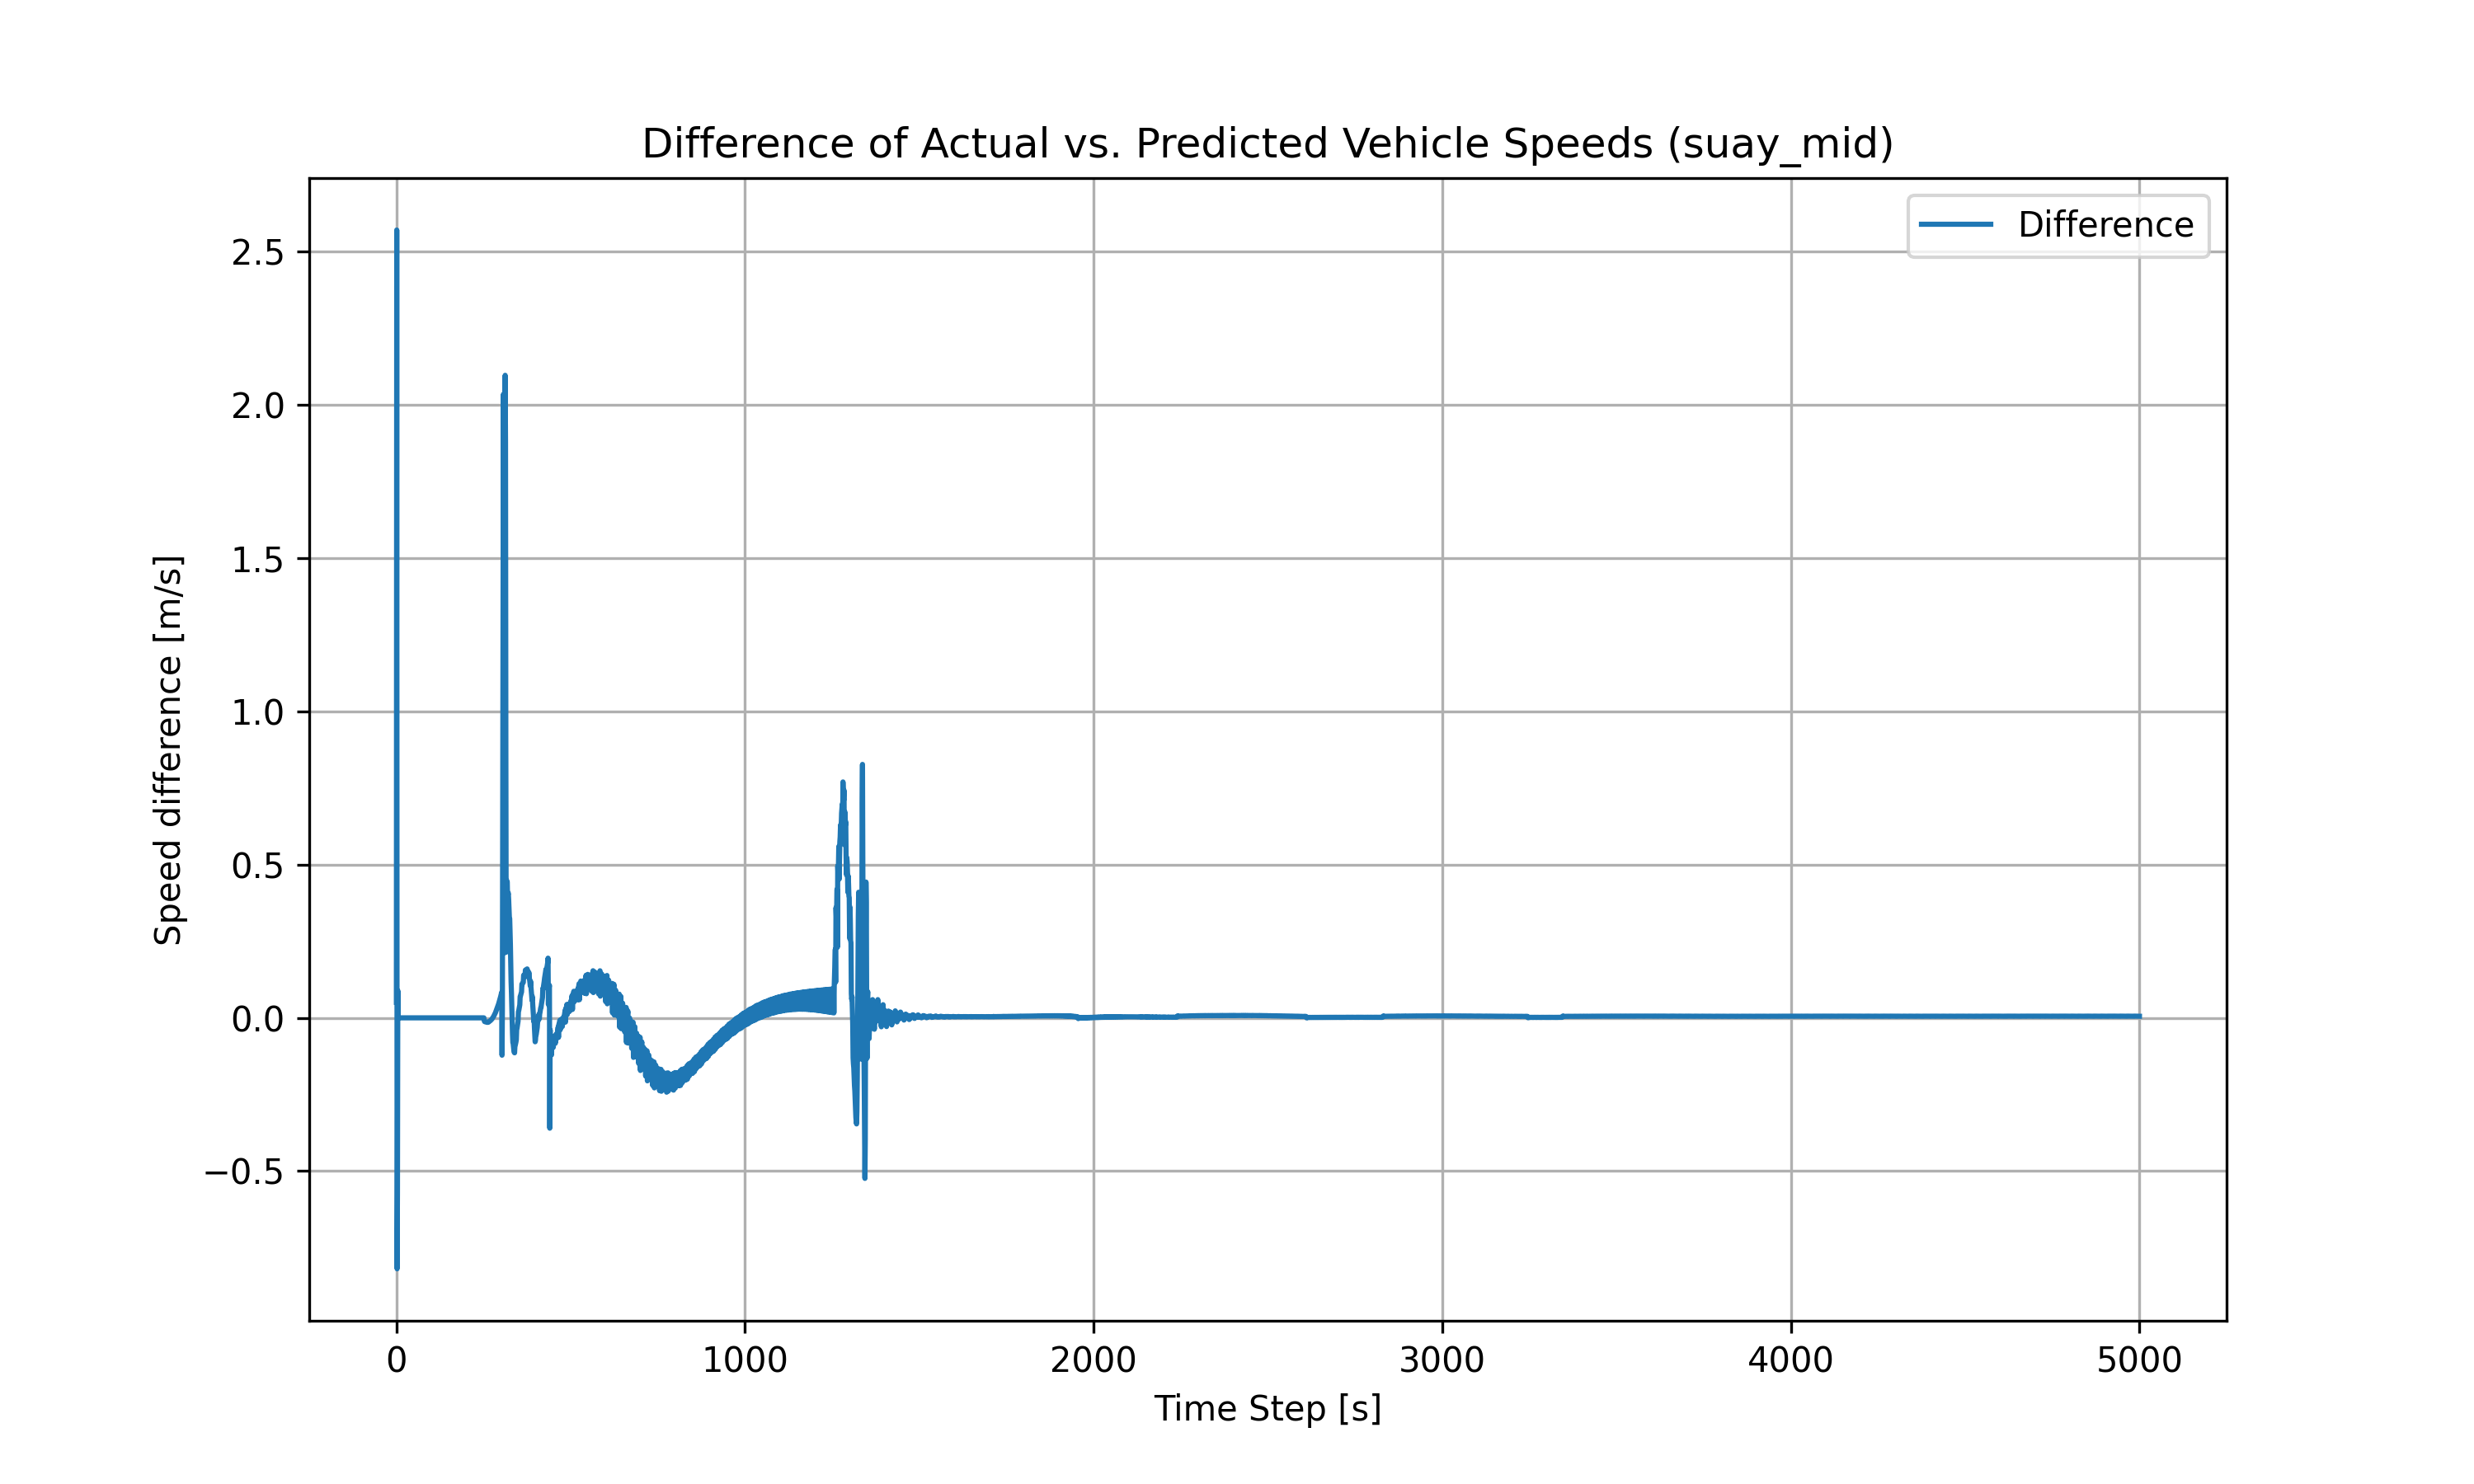 Difference of Actual vs. Predicted Vehicle Speeds (suay_mid)
Difference
Speed difference [m/s]
2.5
2.0
1.5
1.0
0.5
0.0
−0.5
0 1000 2000 3000 4000 5000
Time Step [s]